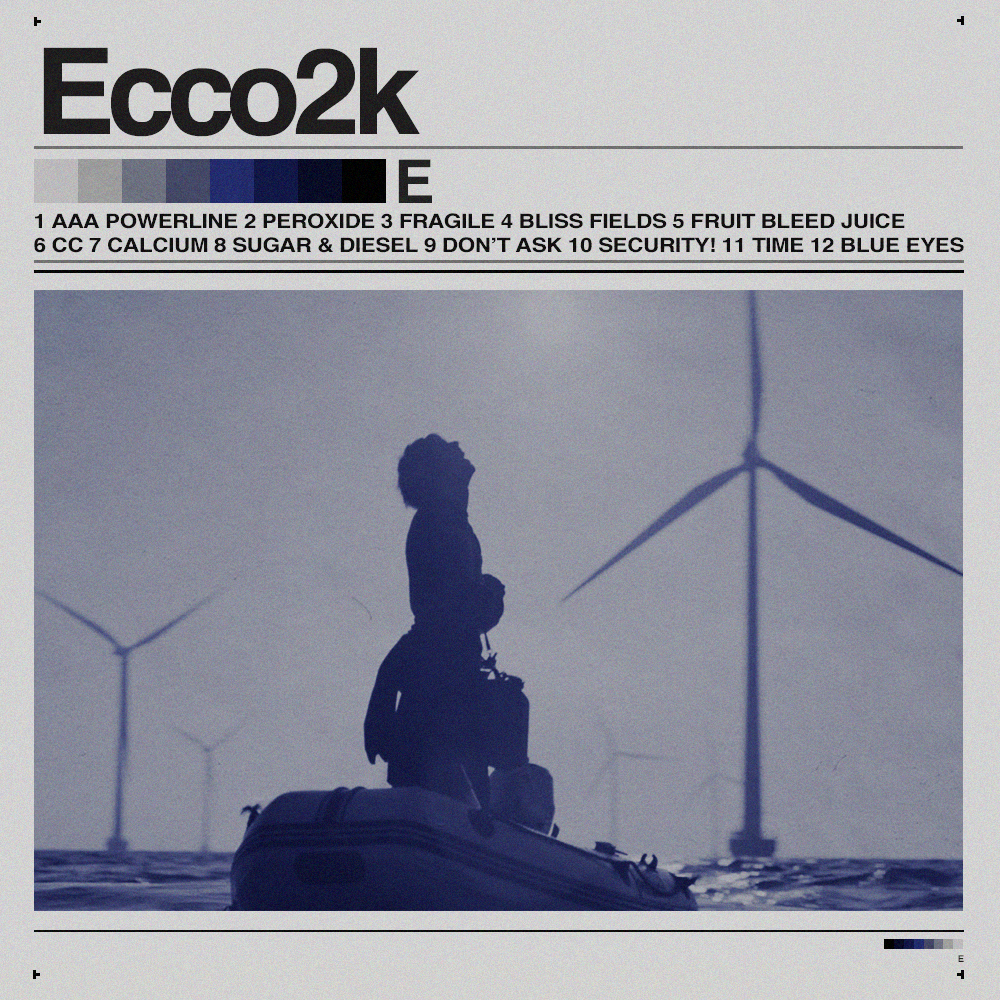 Ecco2k
E
1 AAA POWERLINE 2 PEROXIDE 3 FRAGILE 4 BLISS FIELDS 5 FRUIT BLEED JUICE
6 CC 7 CALCIUM 8 SUGAR & DIESEL 9 DON’T ASK 10 SECURITY! 11 TIME 12 BLUE EYES
E